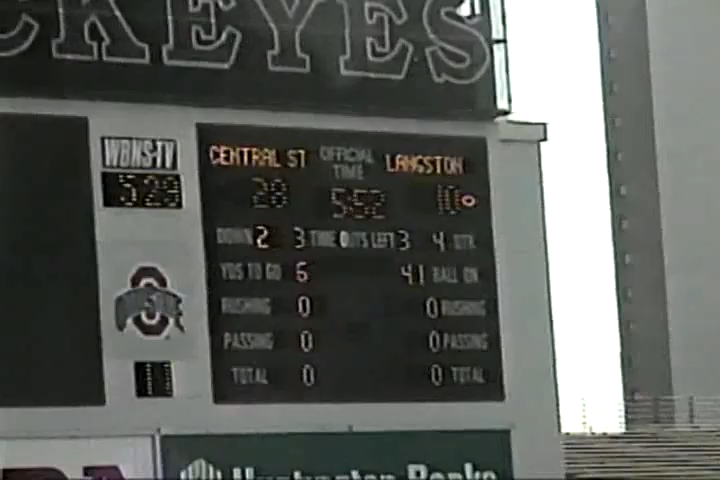 CKEYES
WBNS-TV
5:29
CENTRAL ST OFFICIAL TIME LANGSTON
28 5:52 10
DOWN 2 3 TIME OUTS LEFT 3 4 QTR
YDS TO GO 6 41 BALL ON
RUSHING 0 0 RUSHING
PASSING 0 0 PASSING
TOTAL 0 0 TOTAL
Huntington Banks